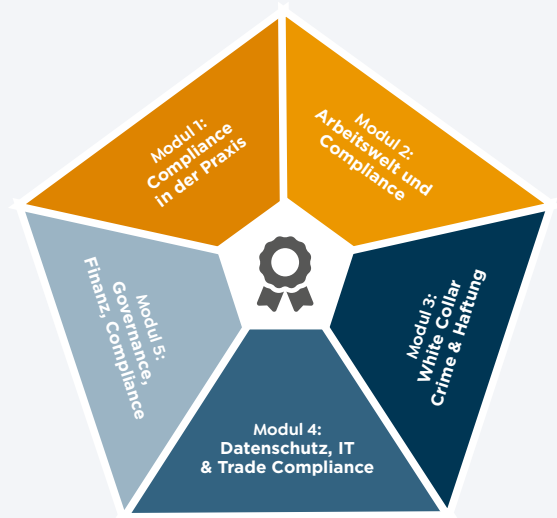 Modul 1:
Compliance
in der Praxis
Modul 2:
Arbeitswelt und
Compliance
Modul 3:
White Collar
Crime & Haftung
Modul 4:
Datenschutz, IT
& Trade Compliance
Modul 5:
Governance,
Finanz, Compliance